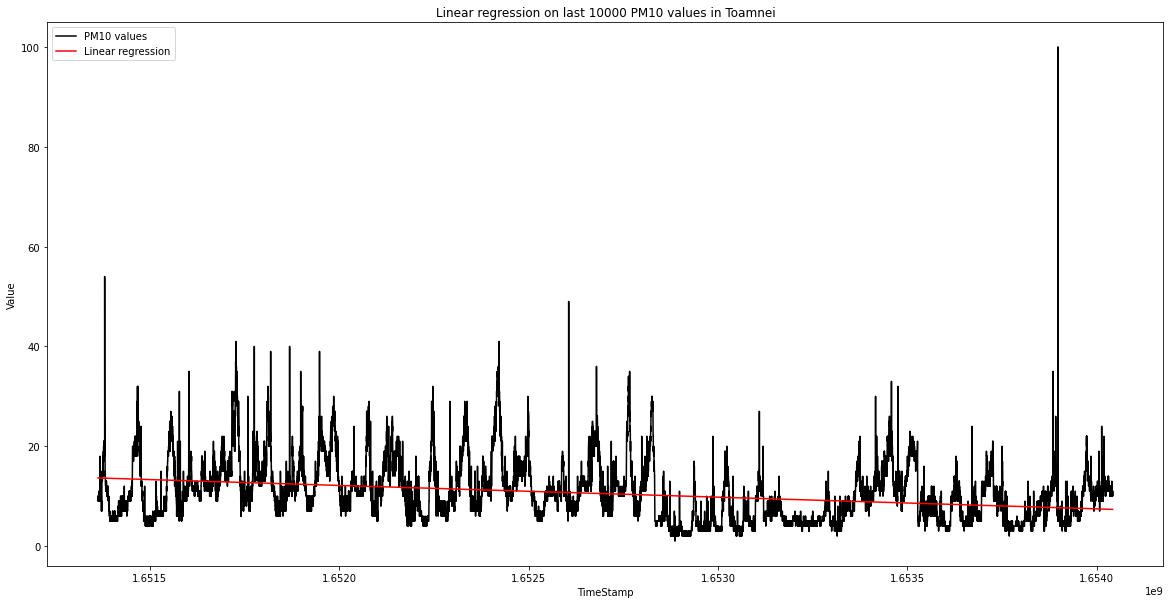 Linear regression on last 10000 PM10 values in Toamnei
PM10 values
Linear regression
100
80
60
40
20
0
Value
1.6515
1.6520
1.6525
1.6530
1.6535
1.6540
1e9
TimeStamp